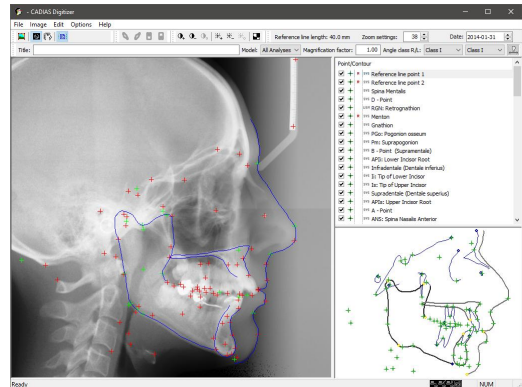 - CADIAS Digitizer
File Image Edit Options Help
Reference line length: 40.0 mm Zoom settings: 38 Date: 2014-01-31
Title: Model: All Analyses Magnification factor: 1.00 Angle class R/L: Class I Class I
Point/Contour
Reference line point 1
Reference line point 2
Spina Mentalis
D - Point
RGN: Retrognathion
Menton
Gnathion
PGo: Pogonion osseum
Pm: Suprapogonion
B - Point (Supramentale)
API: Lower Incisor Root
Infradentale (Dentale inferius)
Ii: Tip of Lower Incisor
Is: Tip of Upper Incisor
Supradentale (Dentale superius)
APIs: Upper Incisor Root
A - Point
ANS: Spina Nasalis Anterior
Ready NUM